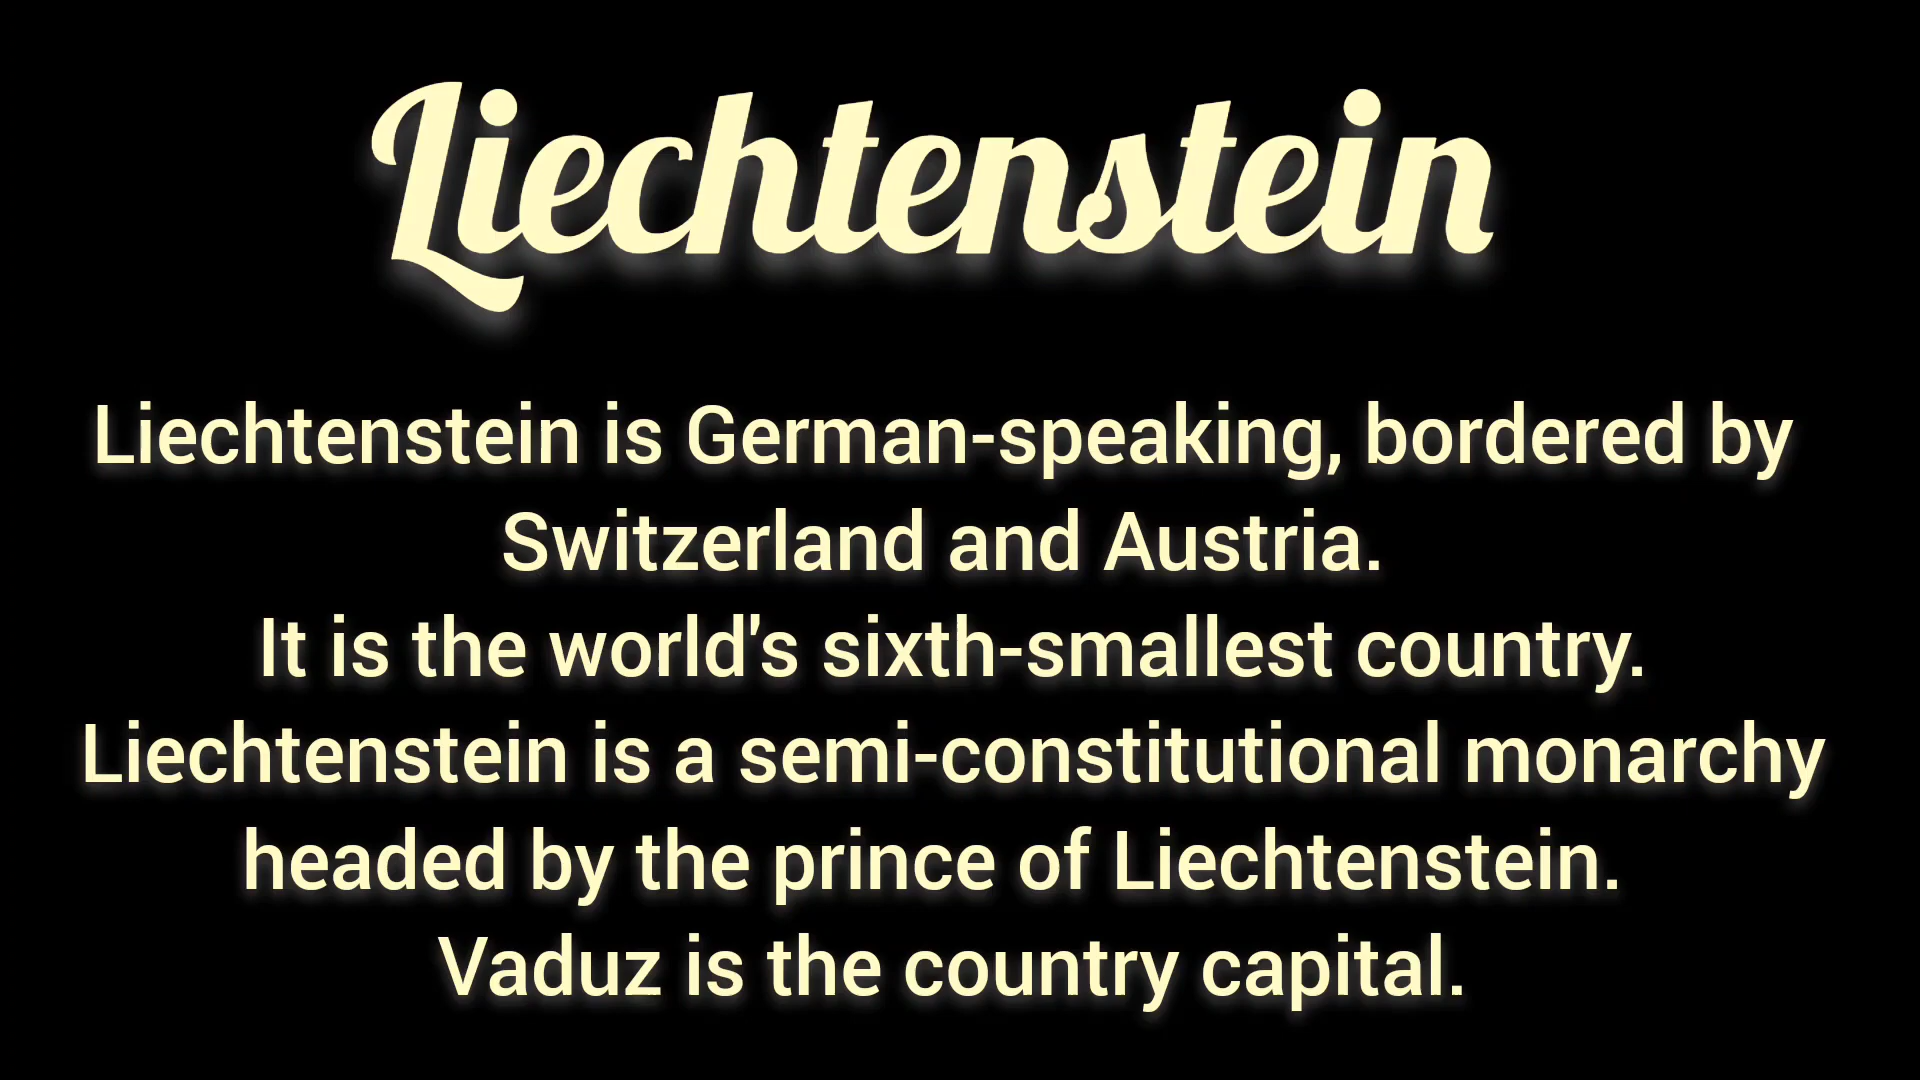 Liechtenstein
Liechtenstein is German-speaking, bordered by
Switzerland and Austria.
It is the world's sixth-smallest country.
Liechtenstein is a semi-constitutional monarchy
headed by the prince of Liechtenstein.
Vaduz is the country capital.